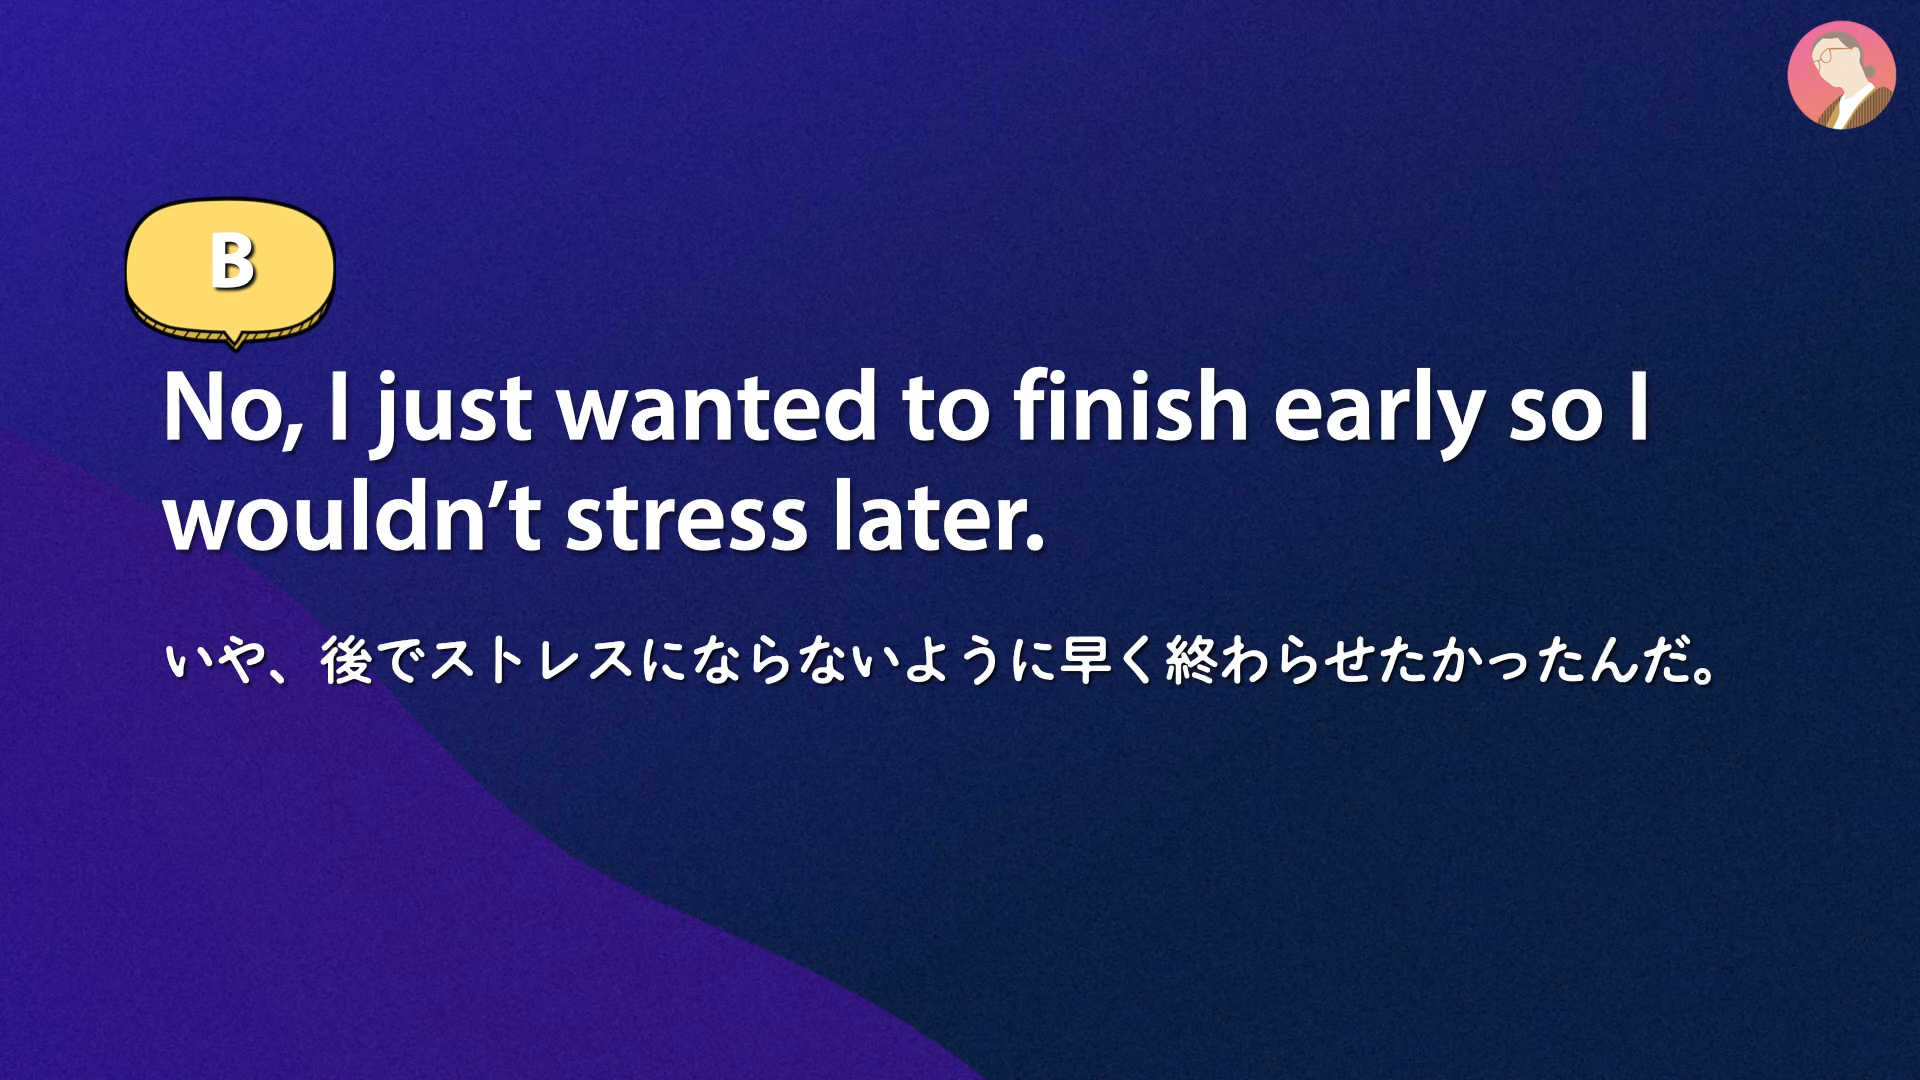 B
No, I just wanted to finish early so I
wouldn’t stress later.
いや、後でストレスにならないように早く終わらせたかったんだ。